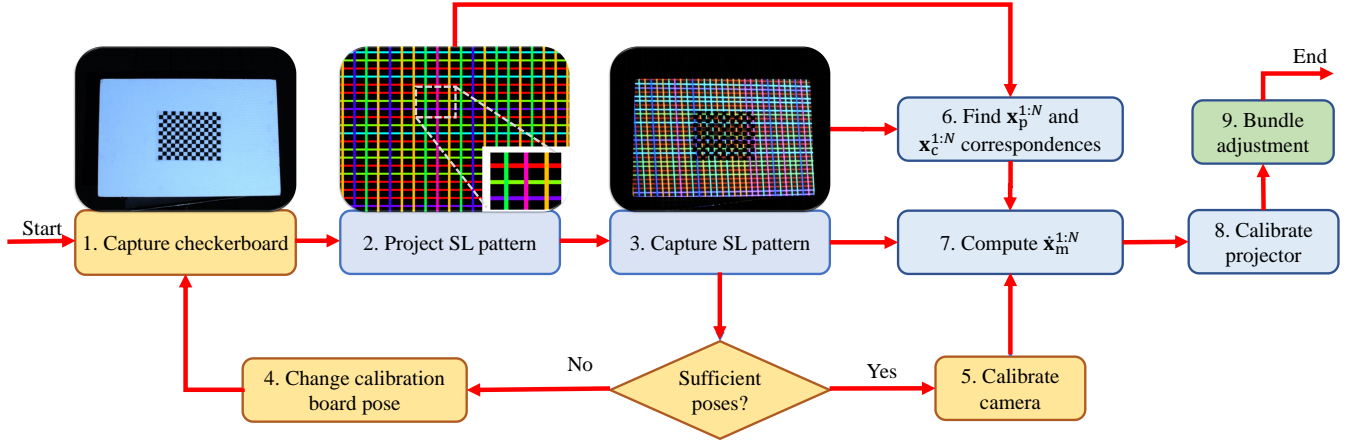 Start
1. Capture checkerboard
2. Project SL pattern
3. Capture SL pattern
6. Find 𝐱ₚ^{1:N} and
𝐱_c^{1:N} correspondences
7. Compute ẋ_m^{1:N}
8. Calibrate
projector
9. Bundle
adjustment
End
Sufficient
poses?
No
4. Change calibration
board pose
Yes
5. Calibrate
camera